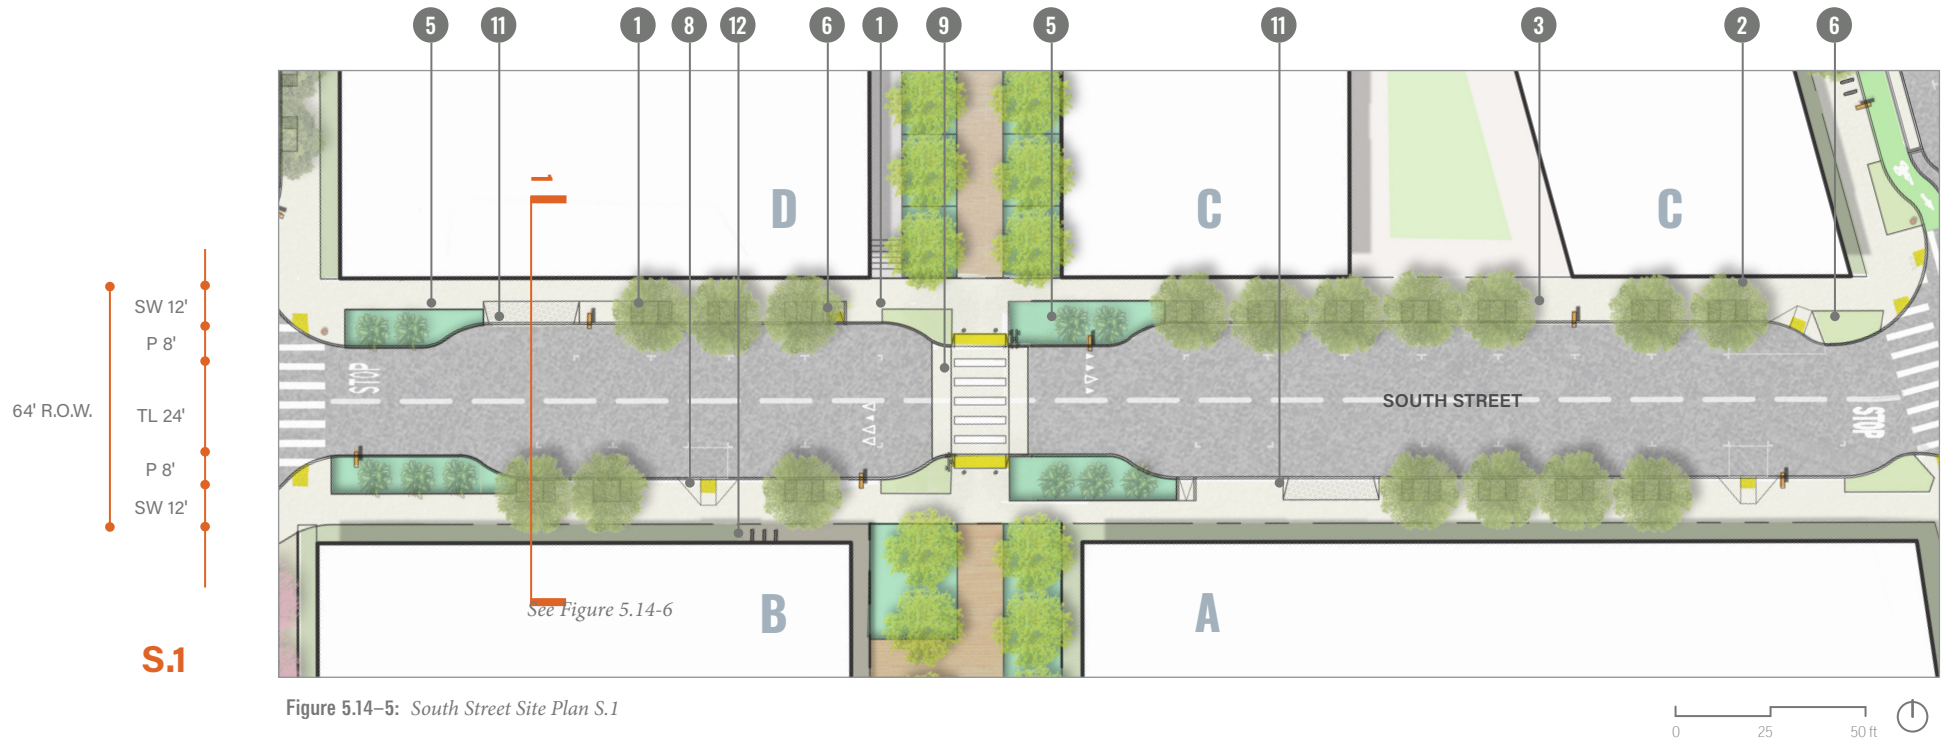 5 11 1 8 12 6 1 9 5 11 3 2 6
1
D C C
SW 12'
P 8'
64' R.O.W.
TL 24'
P 8'
SW 12'
STOP
SOUTH STREET
STOP
See Figure 5.14-6
B A
S.1
Figure 5.14–5: South Street Site Plan S.1
0 25 50 ft